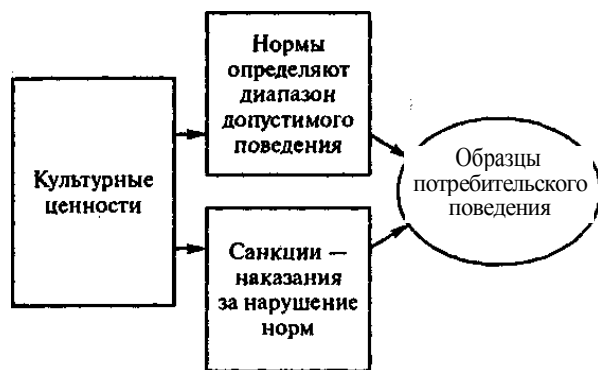 Культурные
ценности
Нормы
определяют
диапазон
допустимого
поведения
Санкции —
наказания
за нарушение
норм
Образцы
потребительского
поведения